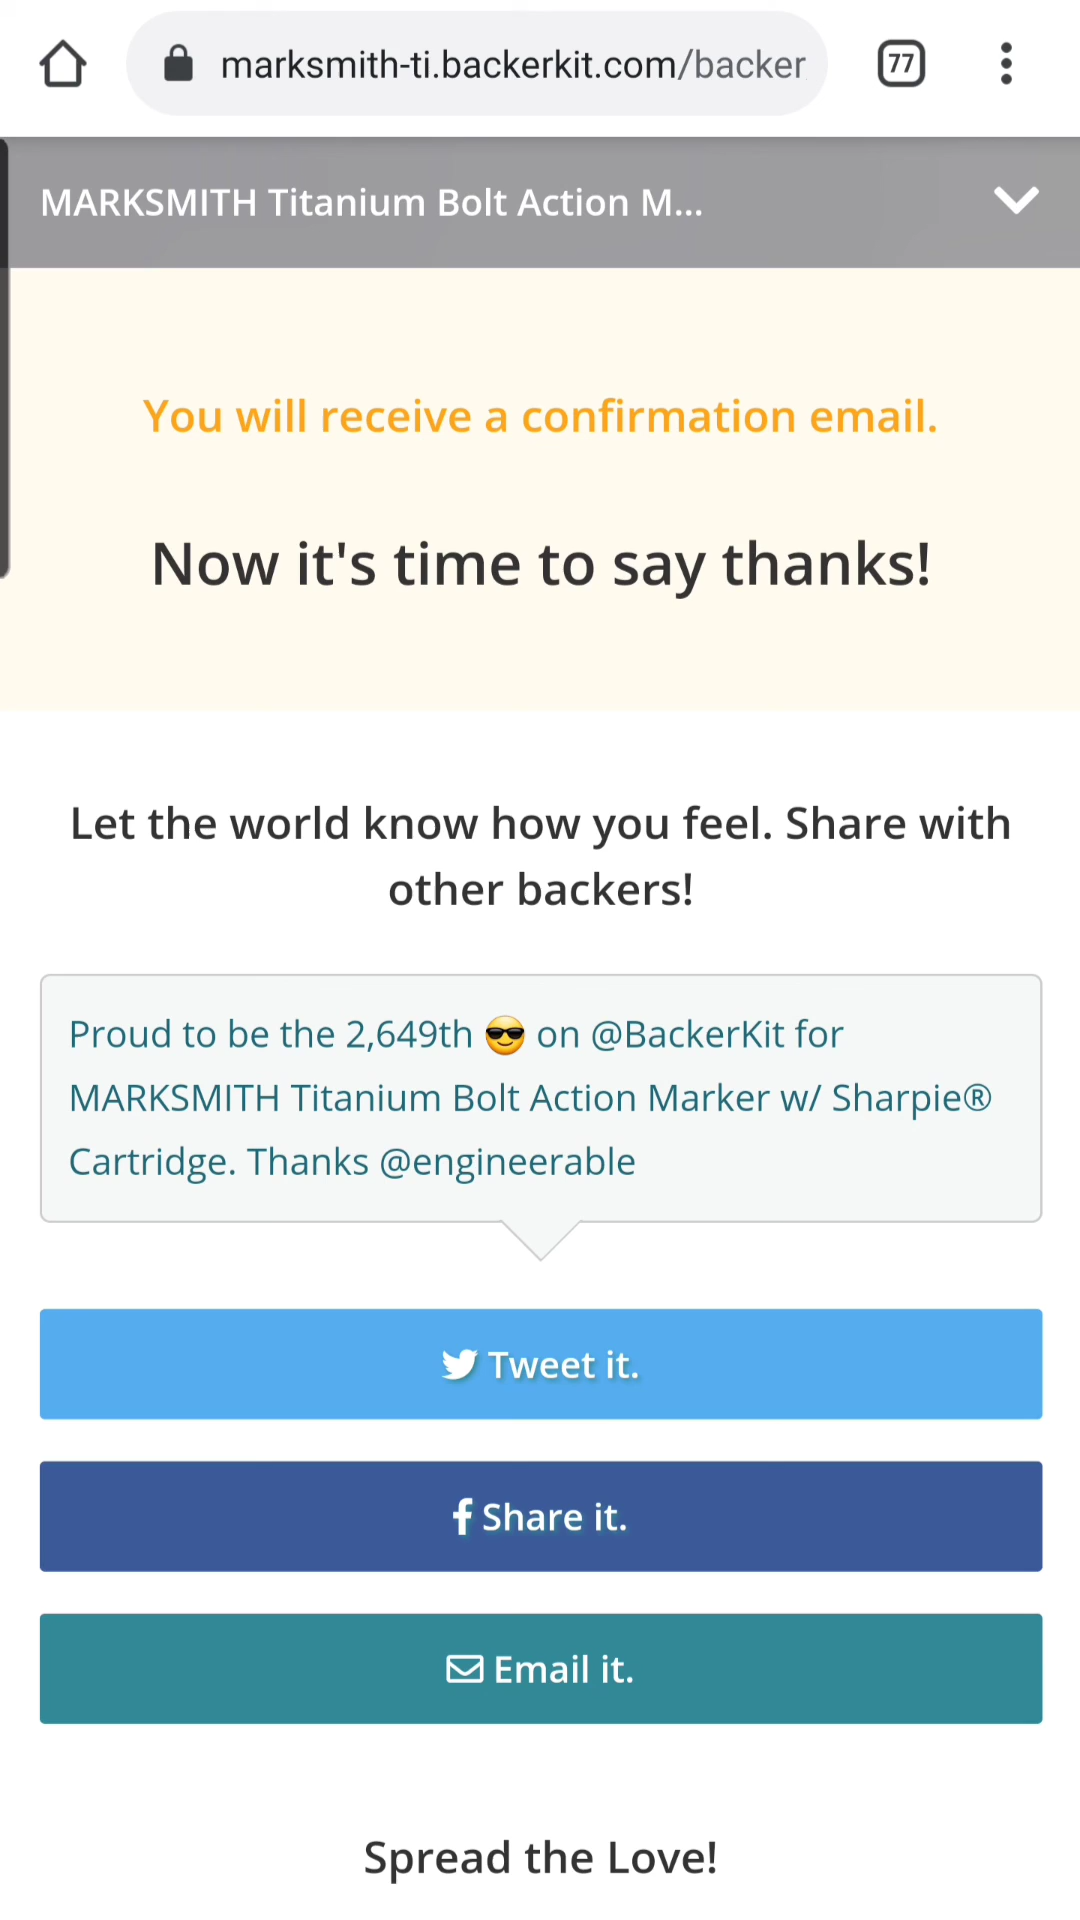 marksmith-ti.backerkit.com/backer
77
MARKSMITH Titanium Bolt Action M...
You will receive a confirmation email.
Now it's time to say thanks!
Let the world know how you feel. Share with
other backers!
Proud to be the 2,649th 😎 on @BackerKit for
MARKSMITH Titanium Bolt Action Marker w/ Sharpie®
Cartridge. Thanks @engineerable
Tweet it.
Share it.
Email it.
Spread the Love!